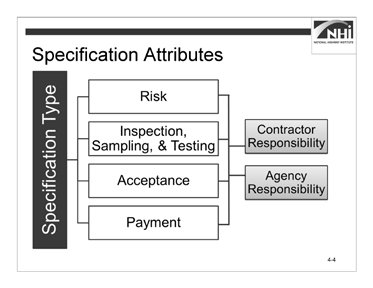 NHI
NATIONAL HIGHWAY INSTITUTE
Specification Attributes
Specification Type
Risk
Inspection,
Sampling, & Testing
Acceptance
Payment
Contractor
Responsibility
Agency
Responsibility
4-4